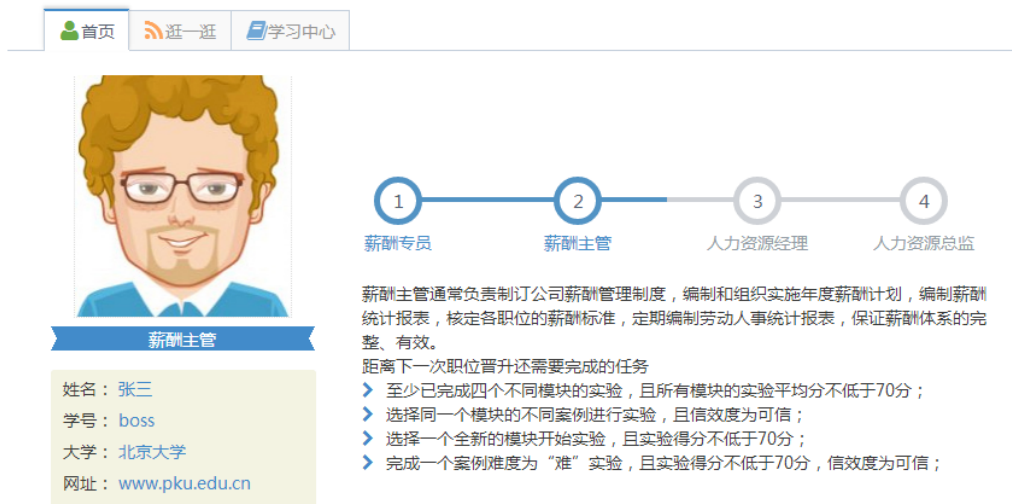 首页 逛一逛 学习中心
1 2 3 4
薪酬专员 薪酬主管 人力资源经理 人力资源总监
薪酬主管通常负责制订公司薪酬管理制度，编制和组织实施年度薪酬计划，编制薪酬
统计报表，核定各职位的薪酬标准，定期编制劳动人事统计报表，保证薪酬体系的完
整、有效。
距离下一次职位晋升还需要完成的任务
至少已完成四个不同模块的实验，且所有模块的实验平均分不低于70分；
选择同一个模块的不同案例进行实验，且信效度为可信；
选择一个全新的模块开始实验，且实验得分不低于70分；
完成一个案例难度为“难”实验，且实验得分不低于70分，信效度为可信；
薪酬主管
姓名： 张三
学号： boss
大学： 北京大学
网址： www.pku.edu.cn